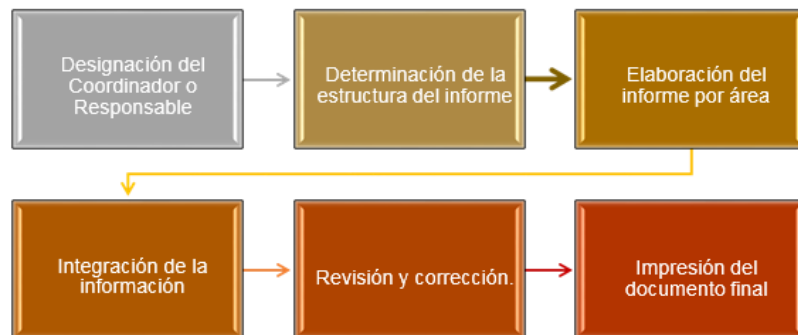 Designación del
Coordinador o
Responsable
Determinación de la
estructura del informe
Elaboración del
informe por área
Integración de la
información
Revisión y corrección.
Impresión del
documento final